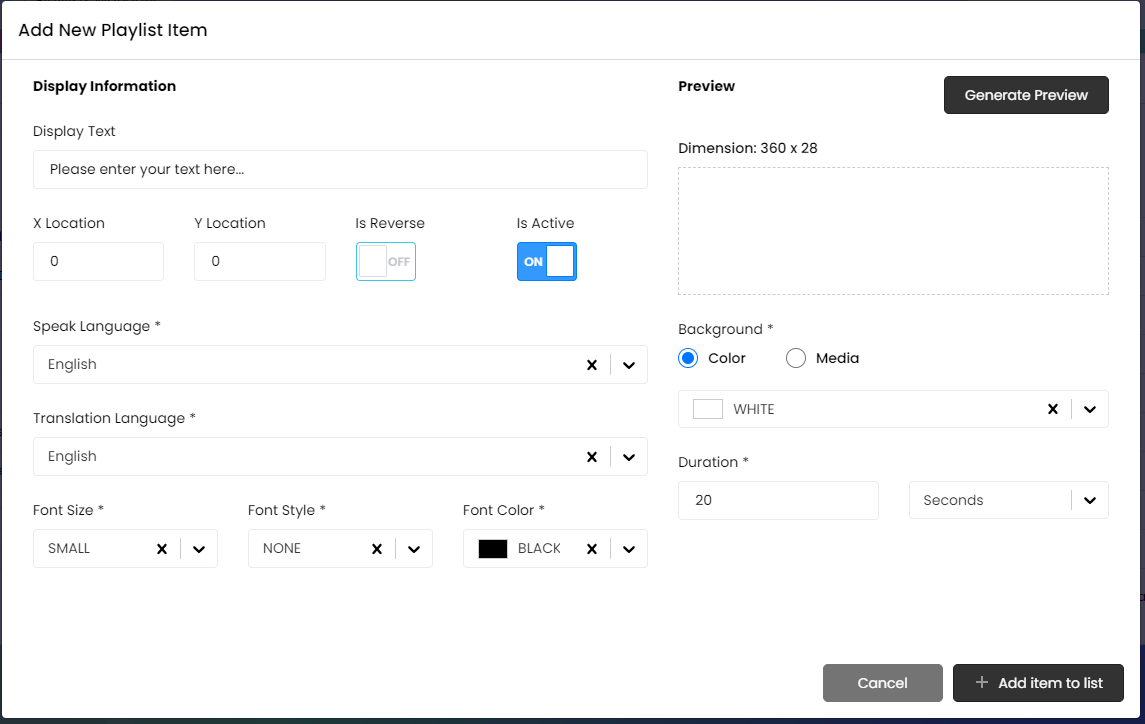 Add New Playlist Item
Display Information
Display Text
Please enter your text here...
X Location Y Location Is Reverse Is Active
0 0 OFF ON
Speak Language *
English
Translation Language *
English
Font Size * Font Style * Font Color *
SMALL NONE BLACK
Preview
Generate Preview
Dimension: 360 x 28
Background *
Color Media
WHITE
Duration *
20 Seconds
Cancel
Add item to list